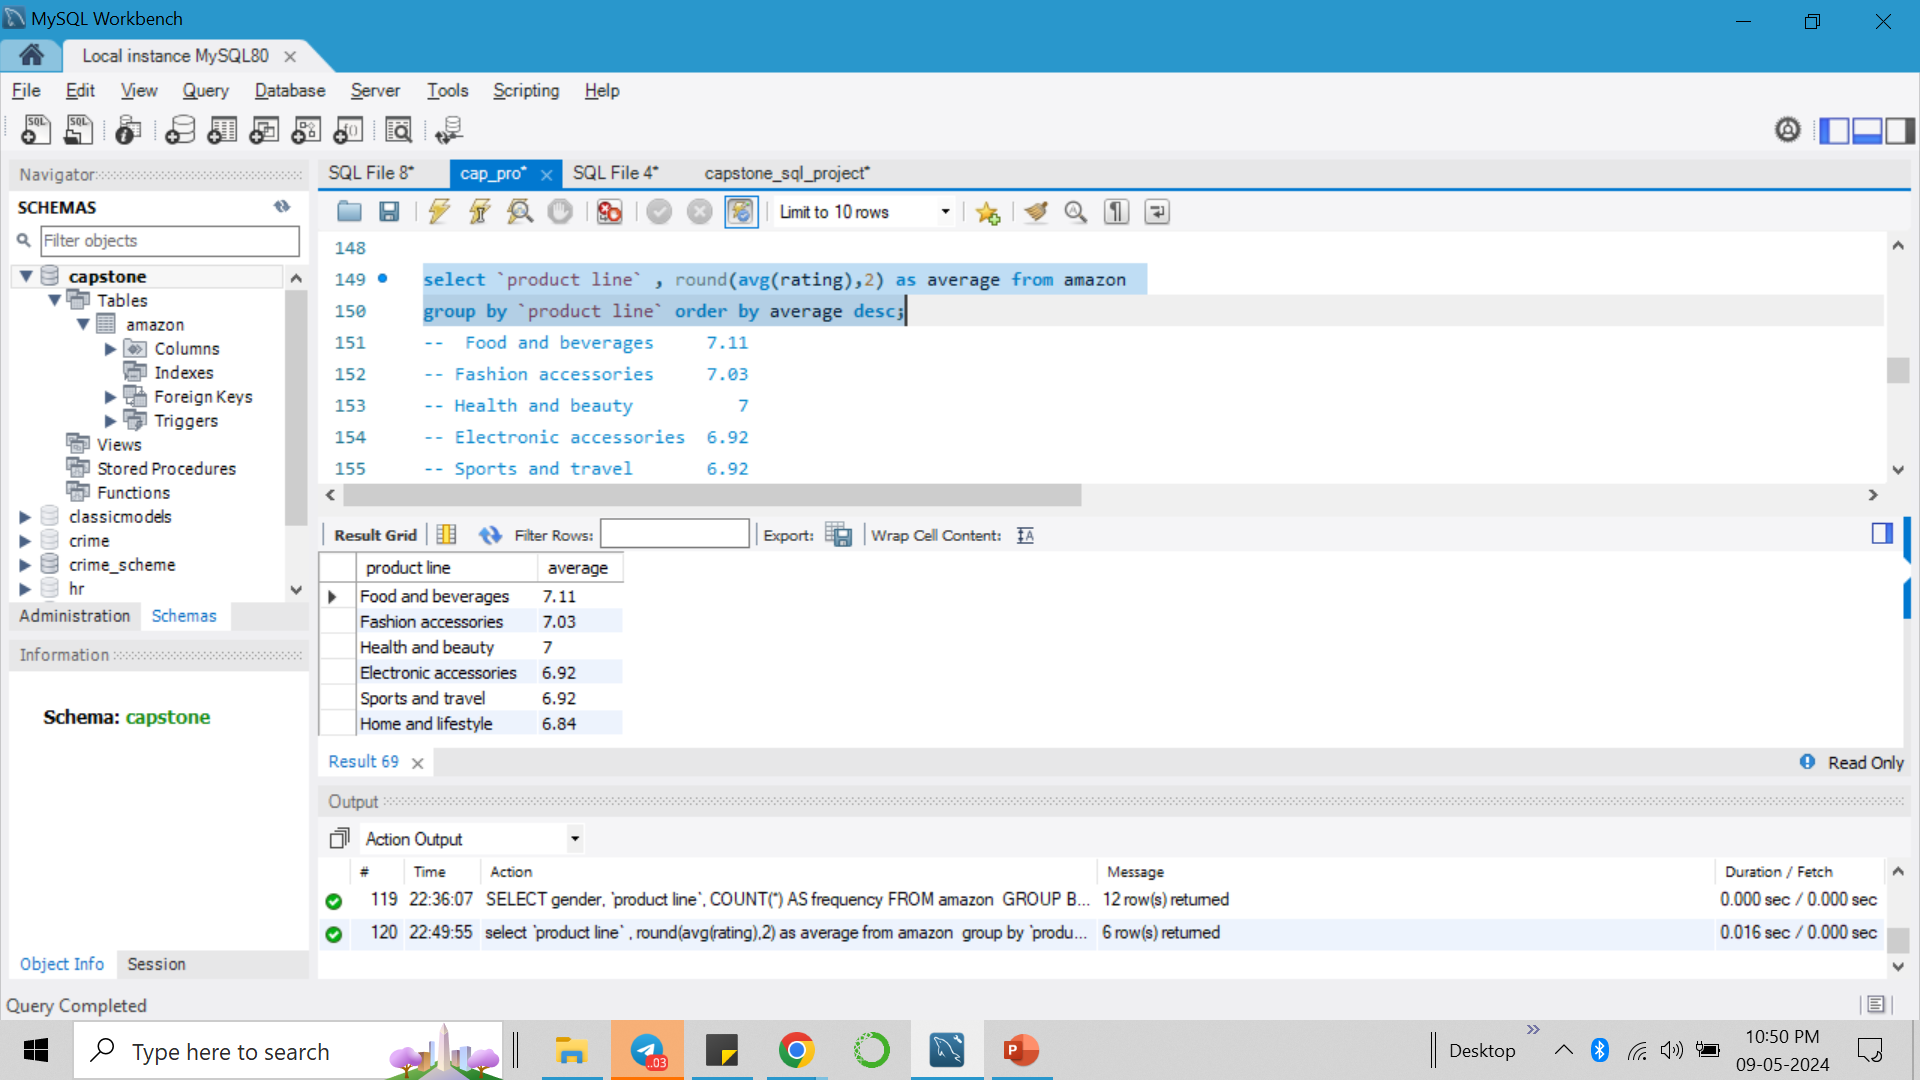 MySQL Workbench
Local instance MySQL80
File Edit View Query Database Server Tools Scripting Help
Navigator
SCHEMAS
Filter objects
capstone
Tables
amazon
Columns
Indexes
Foreign Keys
Triggers
Views
Stored Procedures
Functions
classicmodels
crime
crime_scheme
hr
Administration Schemas
Information
Schema: capstone
Object Info Session
SQL File 8* cap_pro* SQL File 4* capstone_sql_project*
Limit to 10 rows
148
149 select `product line` , round(avg(rating),2) as average from amazon
150 group by `product line` order by average desc;
151 -- Food and beverages 7.11
152 -- Fashion accessories 7.03
153 -- Health and beauty 7
154 -- Electronic accessories 6.92
155 -- Sports and travel 6.92
Result Grid Filter Rows: Export: Wrap Cell Content:
product line average
Food and beverages 7.11
Fashion accessories 7.03
Health and beauty 7
Electronic accessories 6.92
Sports and travel 6.92
Home and lifestyle 6.84
Result 69 Read Only
Output
Action Output
# Time Action Message Duration / Fetch
119 22:36:07 SELECT gender, `product line`, COUNT(*) AS frequency FROM amazon GROUP B... 12 row(s) returned 0.000 sec / 0.000 sec
120 22:49:55 select `product line` , round(avg(rating),2) as average from amazon group by `produ... 6 row(s) returned 0.016 sec / 0.000 sec
Query Completed
Type here to search
..03
Desktop
10:50 PM
09-05-2024